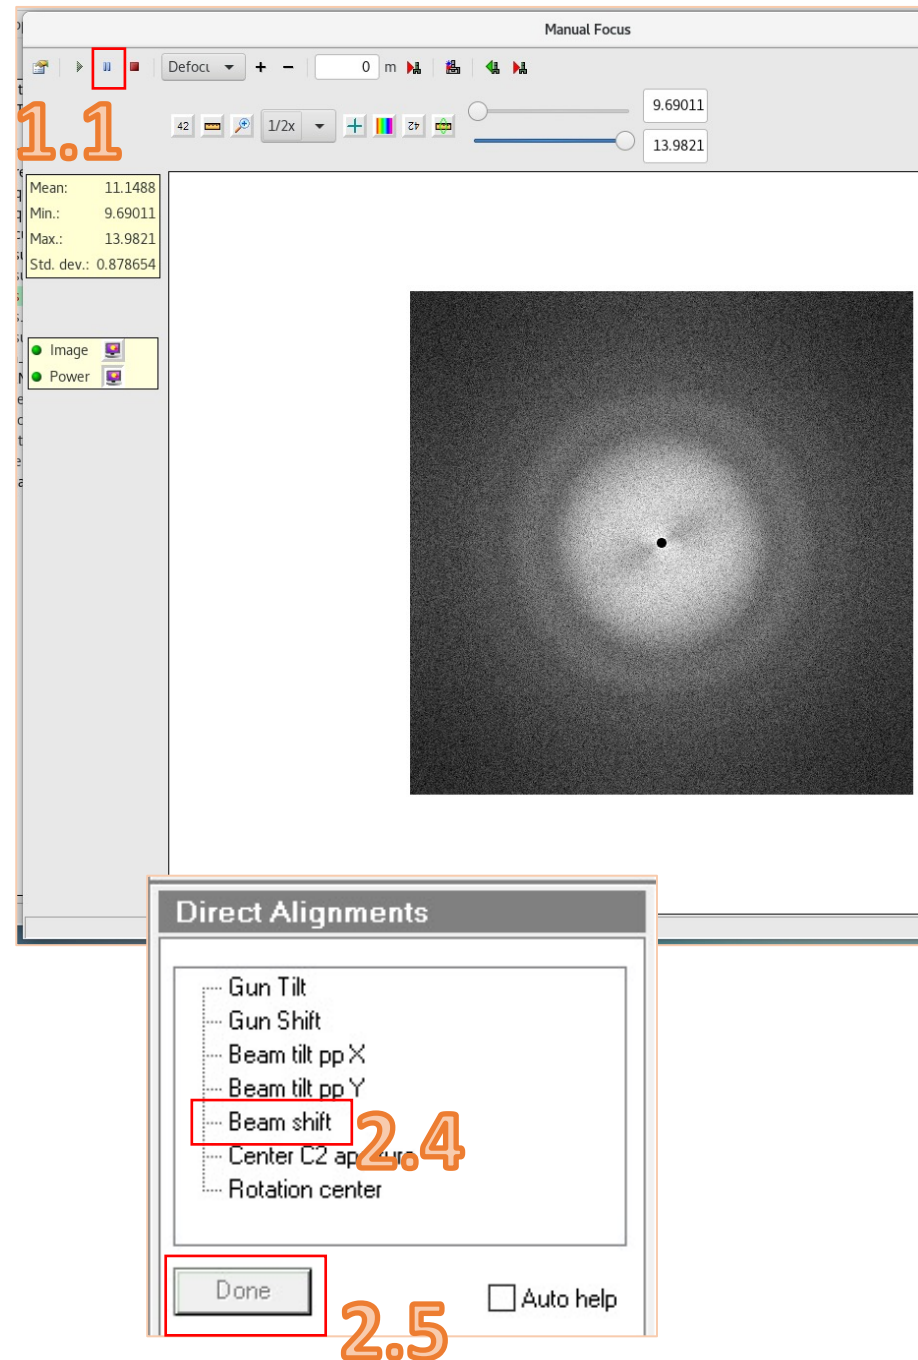 Manual Focus
Defocu + − 0 m
1.1
42 1/2x 42
9.69011
13.9821
Mean: 11.1488
Min.: 9.69011
Max.: 13.9821
Std. dev.: 0.878654
Image
Power
Direct Alignments
Gun Tilt
Gun Shift
Beam tilt pp X
Beam tilt pp Y
Beam shift
2.4
Center C2 aperture
Rotation center
Done
Auto help
2.5